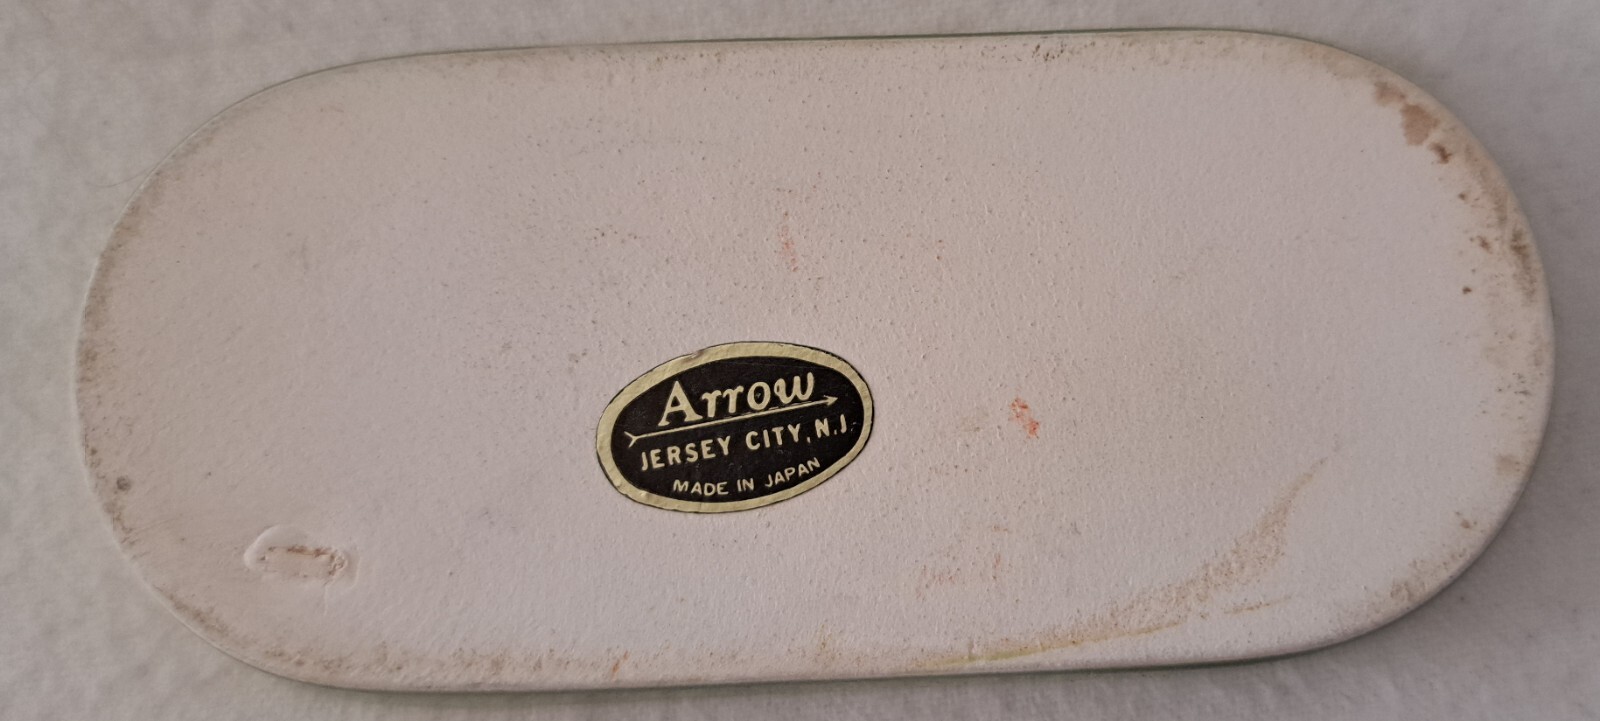 Arrow
JERSEY CITY, N.J.
MADE IN JAPAN